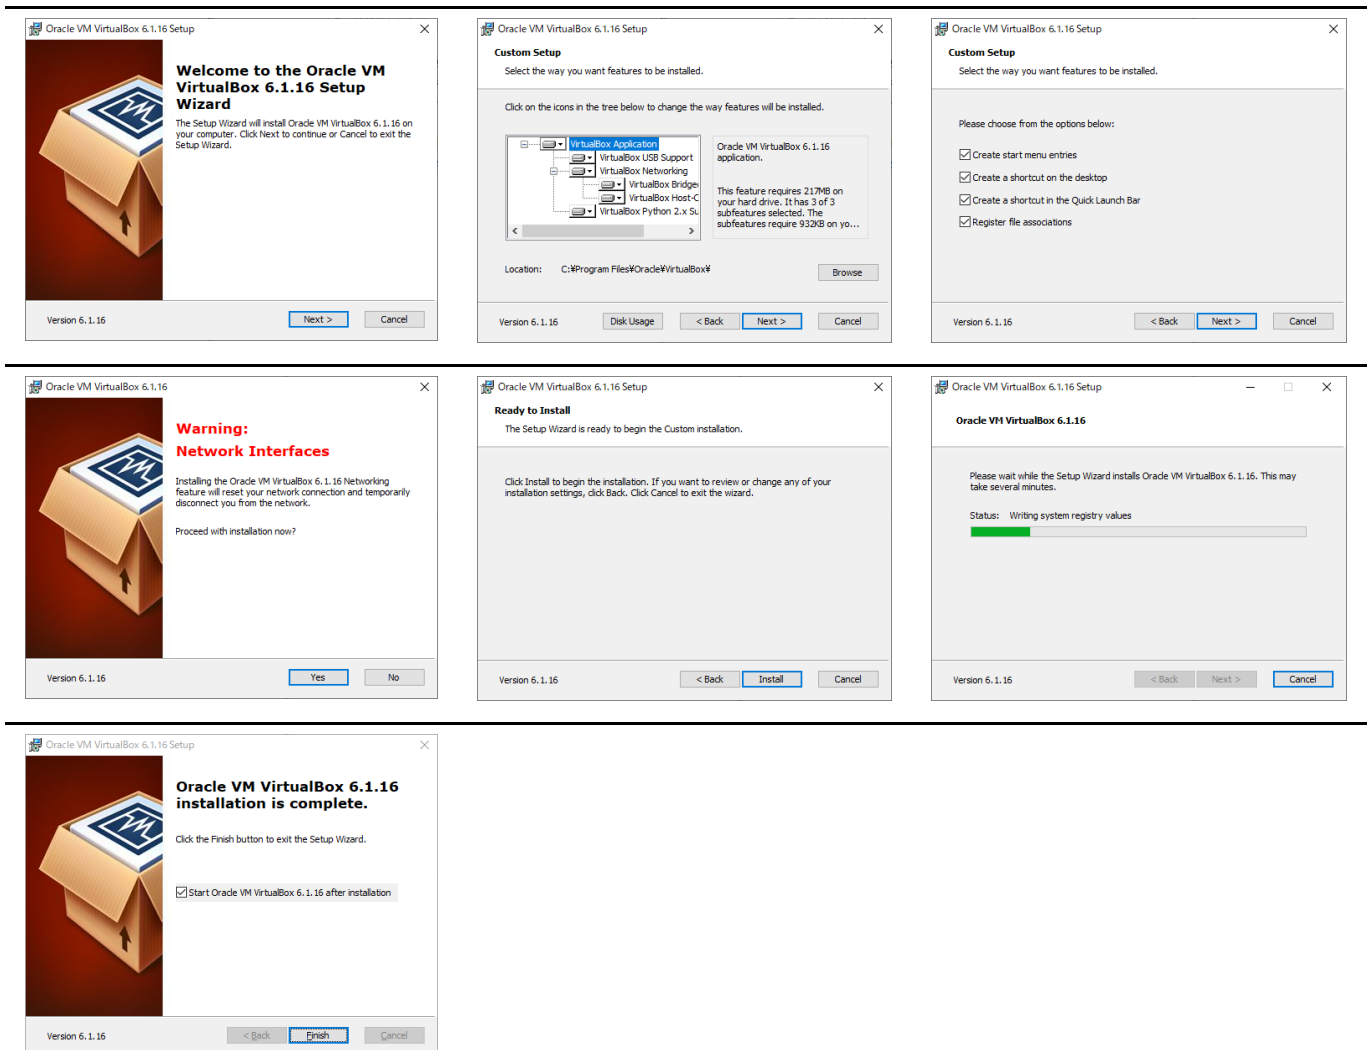 Oracle VM VirtualBox 6.1.16 Setup
Welcome to the Oracle VM
VirtualBox 6.1.16 Setup
Wizard
The Setup Wizard will install Oracle VM VirtualBox 6.1.16 on
your computer. Click Next to continue or Cancel to exit the
Setup Wizard.
Version 6.1.16
Next >
Cancel
Oracle VM VirtualBox 6.1.16 Setup
Custom Setup
Select the way you want features to be installed.
Click on the icons in the tree below to change the way features will be installed.
VirtualBox Application
VirtualBox USB Support
VirtualBox Networking
VirtualBox Bridge
VirtualBox Host-C
VirtualBox Python 2.x Su
Oracle VM VirtualBox 6.1.16
application.
This feature requires 217MB on
your hard drive. It has 3 of 3
subfeatures selected. The
subfeatures require 932KB on yo...
Location: C:¥Program Files¥Oracle¥VirtualBox¥
Browse
Version 6.1.16
Disk Usage
< Back
Next >
Cancel
Oracle VM VirtualBox 6.1.16 Setup
Custom Setup
Select the way you want features to be installed.
Please choose from the options below:
Create start menu entries
Create a shortcut on the desktop
Create a shortcut in the Quick Launch Bar
Register file associations
Version 6.1.16
< Back
Next >
Cancel
Oracle VM VirtualBox 6.1.16
Warning:
Network Interfaces
Installing the Oracle VM VirtualBox 6.1.16 Networking
feature will reset your network connection and temporarily
disconnect you from the network.
Proceed with installation now?
Version 6.1.16
Yes
No
Oracle VM VirtualBox 6.1.16 Setup
Ready to Install
The Setup Wizard is ready to begin the Custom installation.
Click Install to begin the installation. If you want to review or change any of your
installation settings, click Back. Click Cancel to exit the wizard.
Version 6.1.16
< Back
Install
Cancel
Oracle VM VirtualBox 6.1.16 Setup
Oracle VM VirtualBox 6.1.16
Please wait while the Setup Wizard installs Oracle VM VirtualBox 6.1.16. This may
take several minutes.
Status: Writing system registry values
Version 6.1.16
< Back
Next >
Cancel
Oracle VM VirtualBox 6.1.16 Setup
Oracle VM VirtualBox 6.1.16
installation is complete.
Click the Finish button to exit the Setup Wizard.
Start Oracle VM VirtualBox 6.1.16 after installation
Version 6.1.16
< Back
Finish
Cancel